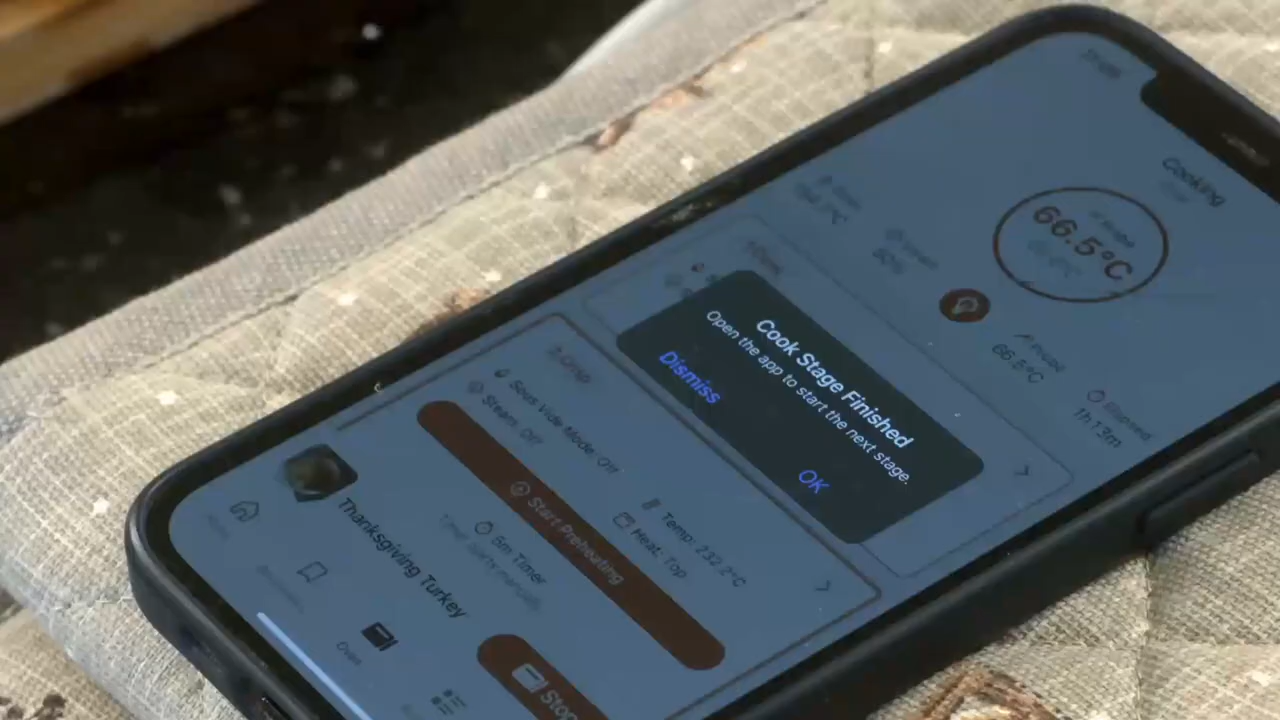 Cooking
66.5°C
Probe
66.5°C
Elapsed
1h 13m
Cook Stage Finished
Open the app to start the next stage.
Dismiss
OK
Sous Vide Mode: Off
Steam: Off
Temp: 232.2°C
Heat: Top
Start Preheating
5m Timer
Thanksgiving Turkey
Stop
Oven